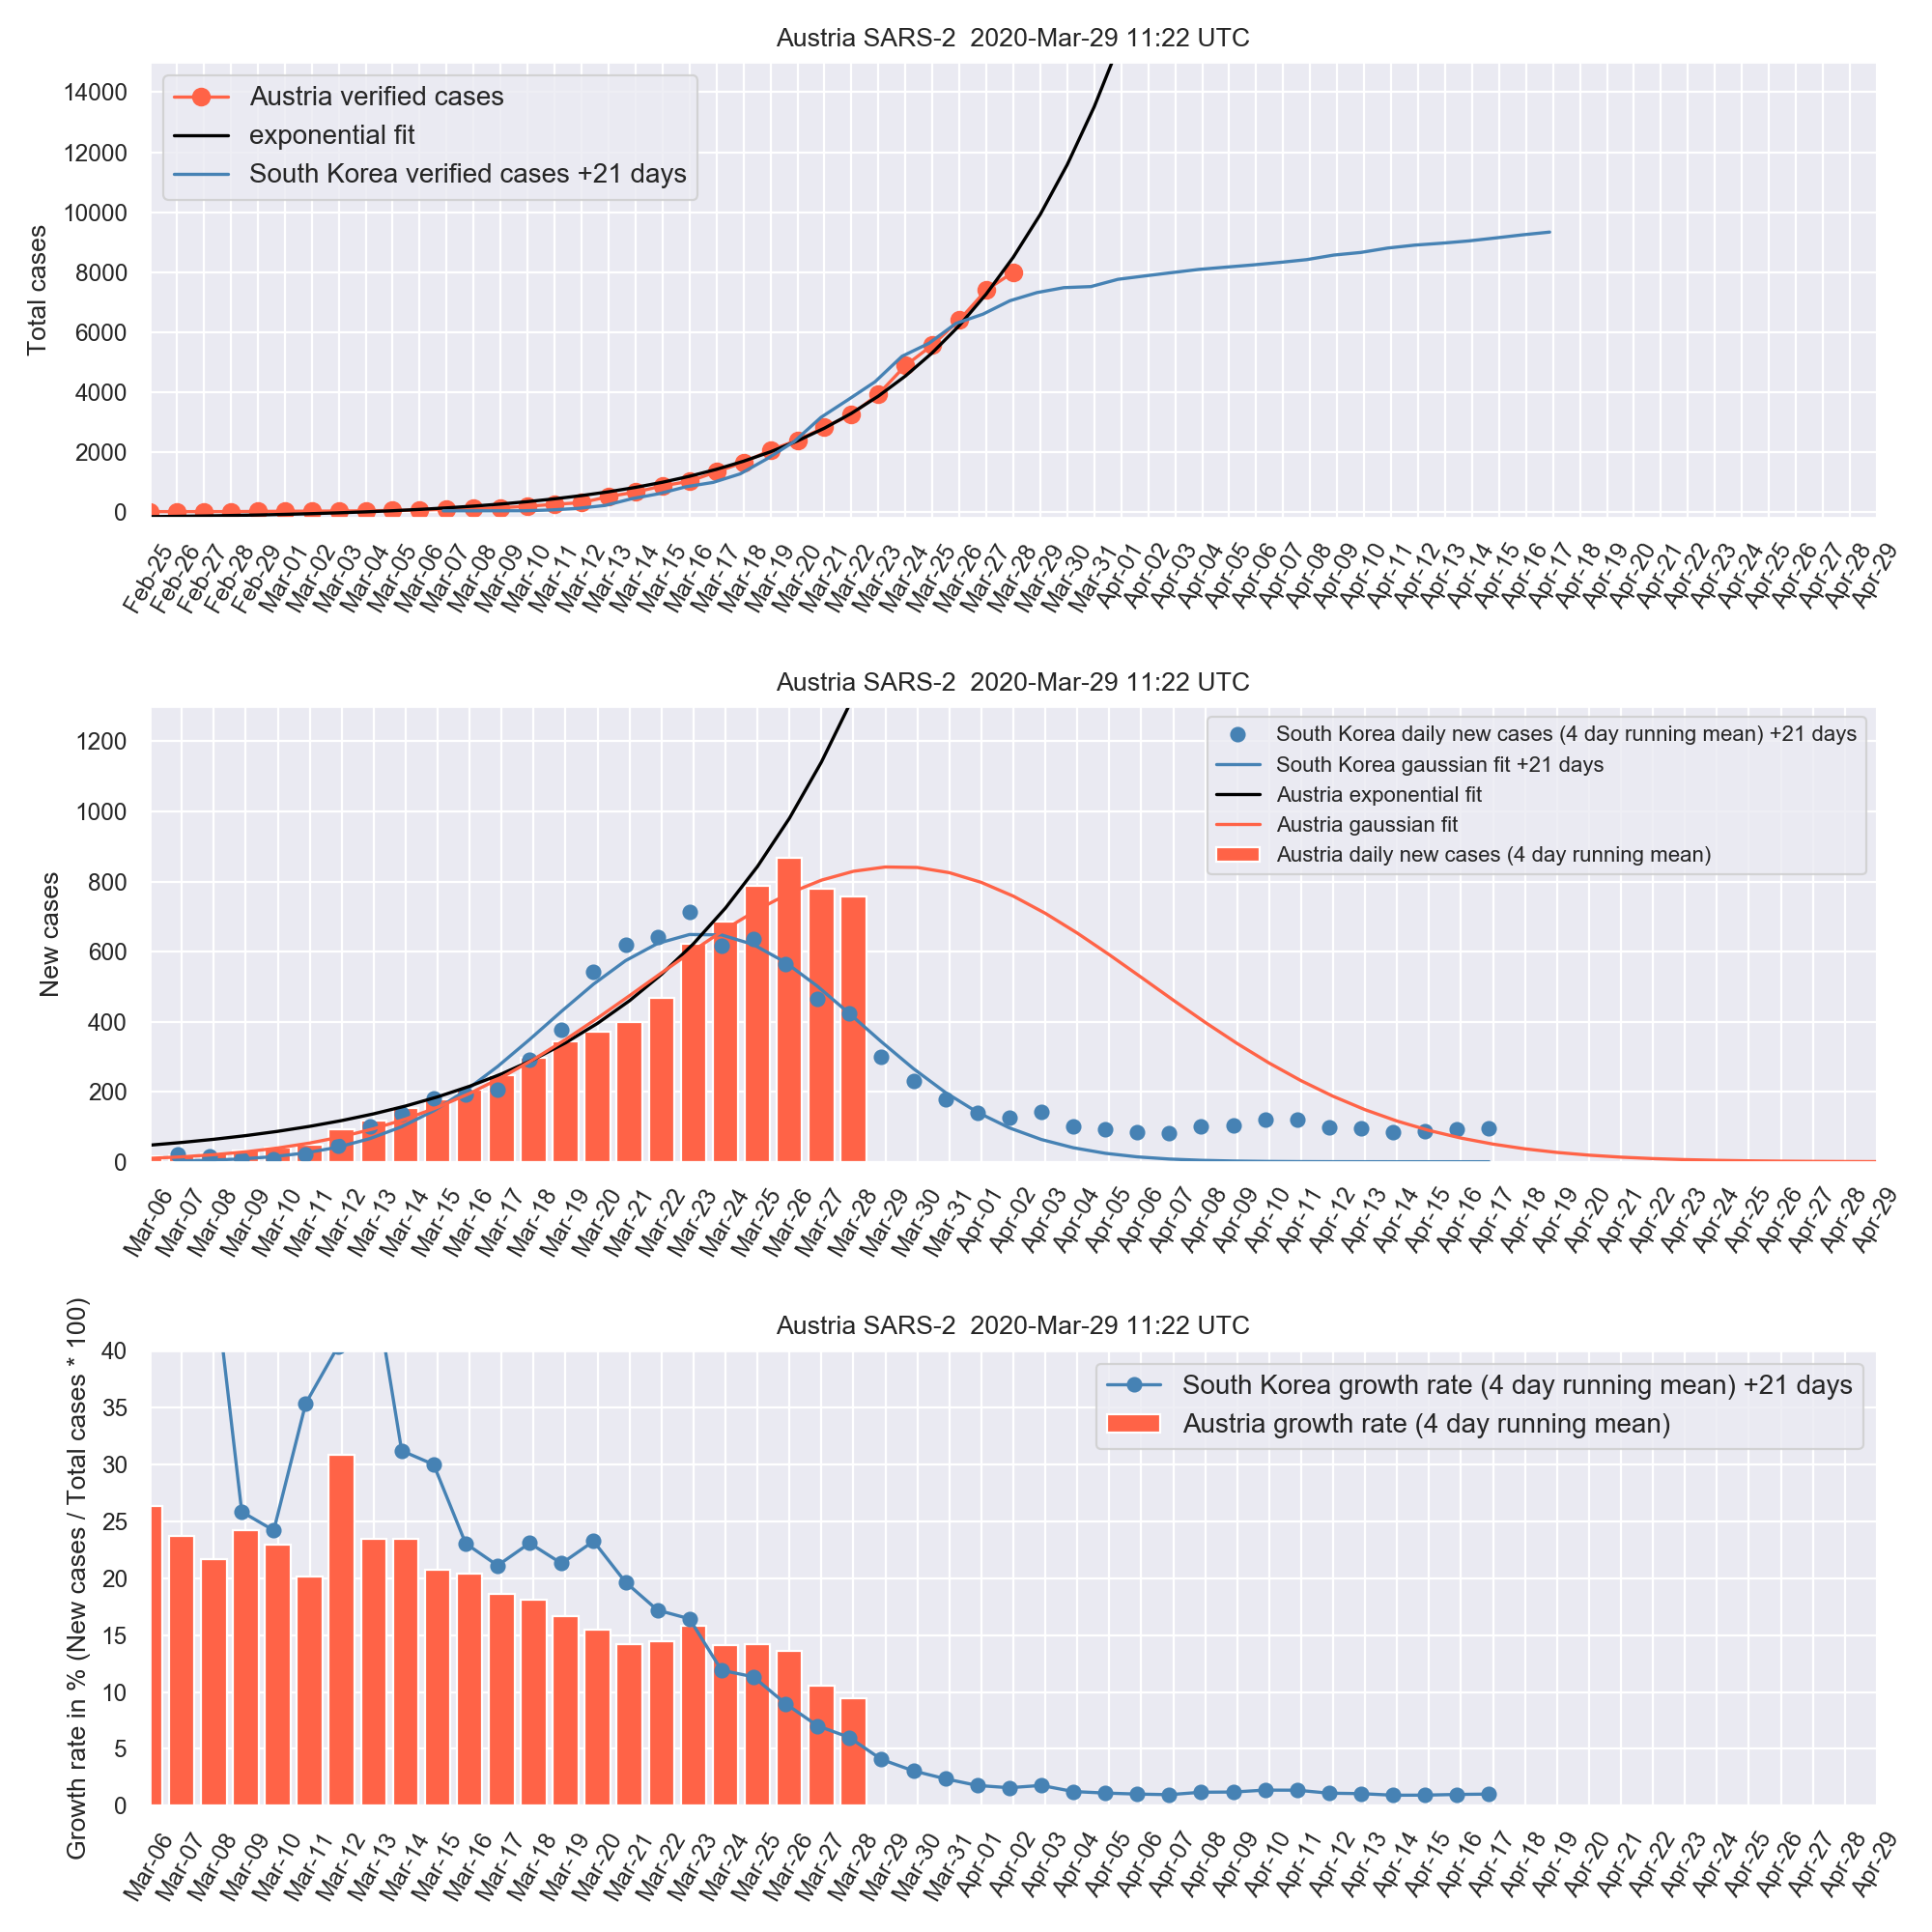 Austria SARS-2  2020-Mar-29 11:22 UTC
Total cases
14000
12000
10000
8000
6000
4000
2000
0
Austria verified cases
exponential fit
South Korea verified cases +21 days
Feb-25 Feb-26 Feb-27 Feb-28 Feb-29 Mar-01 Mar-02 Mar-03 Mar-04 Mar-05 Mar-06 Mar-07 Mar-08 Mar-09 Mar-10 Mar-11 Mar-12 Mar-13 Mar-14 Mar-15 Mar-16 Mar-17 Mar-18 Mar-19 Mar-20 Mar-21 Mar-22 Mar-23 Mar-24 Mar-25 Mar-26 Mar-27 Mar-28 Mar-29 Mar-30 Mar-31 Apr-01 Apr-02 Apr-03 Apr-04 Apr-05 Apr-06 Apr-07 Apr-08 Apr-09 Apr-10 Apr-11 Apr-12 Apr-13 Apr-14 Apr-15 Apr-16 Apr-17 Apr-18 Apr-19 Apr-20 Apr-21 Apr-22 Apr-23 Apr-24 Apr-25 Apr-26 Apr-27 Apr-28 Apr-29
Austria SARS-2  2020-Mar-29 11:22 UTC
New cases
1200
1000
800
600
400
200
0
South Korea daily new cases (4 day running mean) +21 days
South Korea gaussian fit +21 days
Austria exponential fit
Austria gaussian fit
Austria daily new cases (4 day running mean)
Mar-06 Mar-07 Mar-08 Mar-09 Mar-10 Mar-11 Mar-12 Mar-13 Mar-14 Mar-15 Mar-16 Mar-17 Mar-18 Mar-19 Mar-20 Mar-21 Mar-22 Mar-23 Mar-24 Mar-25 Mar-26 Mar-27 Mar-28 Mar-29 Mar-30 Mar-31 Apr-01 Apr-02 Apr-03 Apr-04 Apr-05 Apr-06 Apr-07 Apr-08 Apr-09 Apr-10 Apr-11 Apr-12 Apr-13 Apr-14 Apr-15 Apr-16 Apr-17 Apr-18 Apr-19 Apr-20 Apr-21 Apr-22 Apr-23 Apr-24 Apr-25 Apr-26 Apr-27 Apr-28 Apr-29
Austria SARS-2  2020-Mar-29 11:22 UTC
Growth rate in % (New cases / Total cases * 100)
40
35
30
25
20
15
10
5
0
South Korea growth rate (4 day running mean) +21 days
Austria growth rate (4 day running mean)
Mar-06 Mar-07 Mar-08 Mar-09 Mar-10 Mar-11 Mar-12 Mar-13 Mar-14 Mar-15 Mar-16 Mar-17 Mar-18 Mar-19 Mar-20 Mar-21 Mar-22 Mar-23 Mar-24 Mar-25 Mar-26 Mar-27 Mar-28 Mar-29 Mar-30 Mar-31 Apr-01 Apr-02 Apr-03 Apr-04 Apr-05 Apr-06 Apr-07 Apr-08 Apr-09 Apr-10 Apr-11 Apr-12 Apr-13 Apr-14 Apr-15 Apr-16 Apr-17 Apr-18 Apr-19 Apr-20 Apr-21 Apr-22 Apr-23 Apr-24 Apr-25 Apr-26 Apr-27 Apr-28 Apr-29